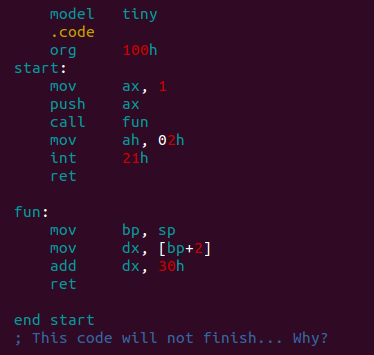 model tiny
.code
org 100h
start:
mov ax, 1
push ax
call fun
mov ah, 02h
int 21h
ret
fun:
mov bp, sp
mov dx, [bp+2]
add dx, 30h
ret
end start
; This code will not finish... Why?